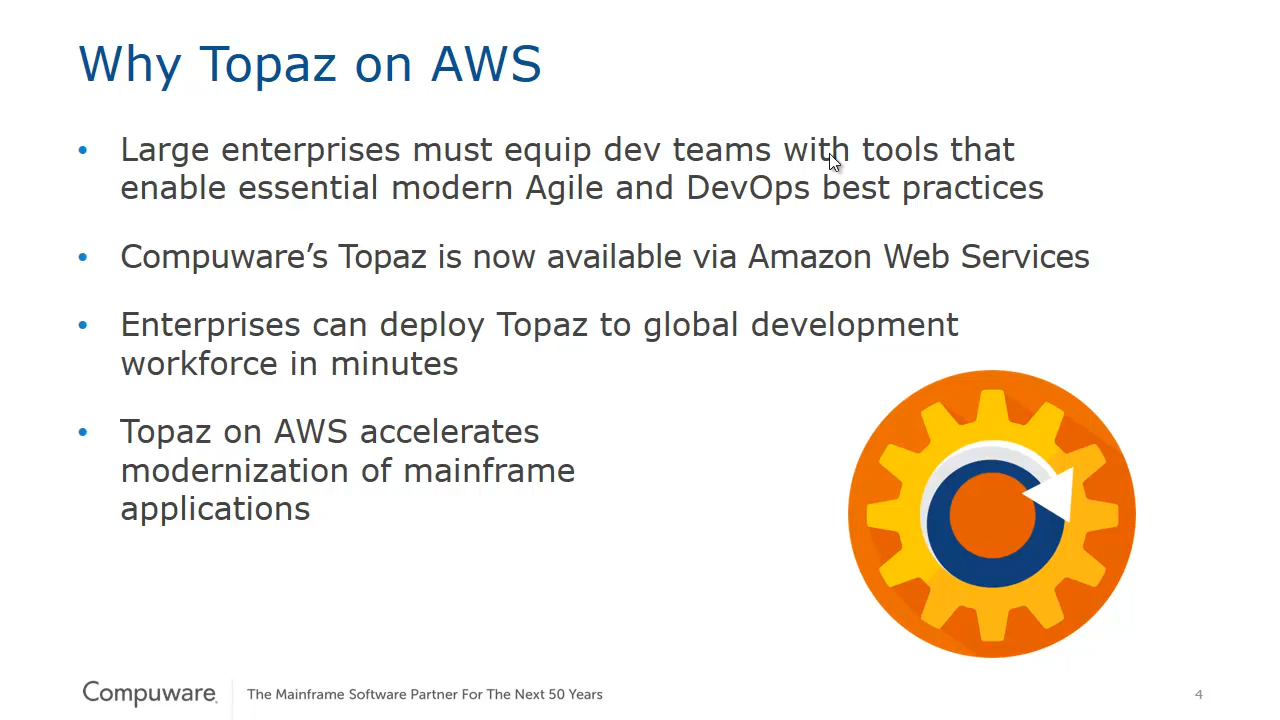 Why Topaz on AWS
• Large enterprises must equip dev teams with tools that
enable essential modern Agile and DevOps best practices
• Compuware’s Topaz is now available via Amazon Web Services
• Enterprises can deploy Topaz to global development
workforce in minutes
• Topaz on AWS accelerates
modernization of mainframe
applications
Compuware. The Mainframe Software Partner For The Next 50 Years
4